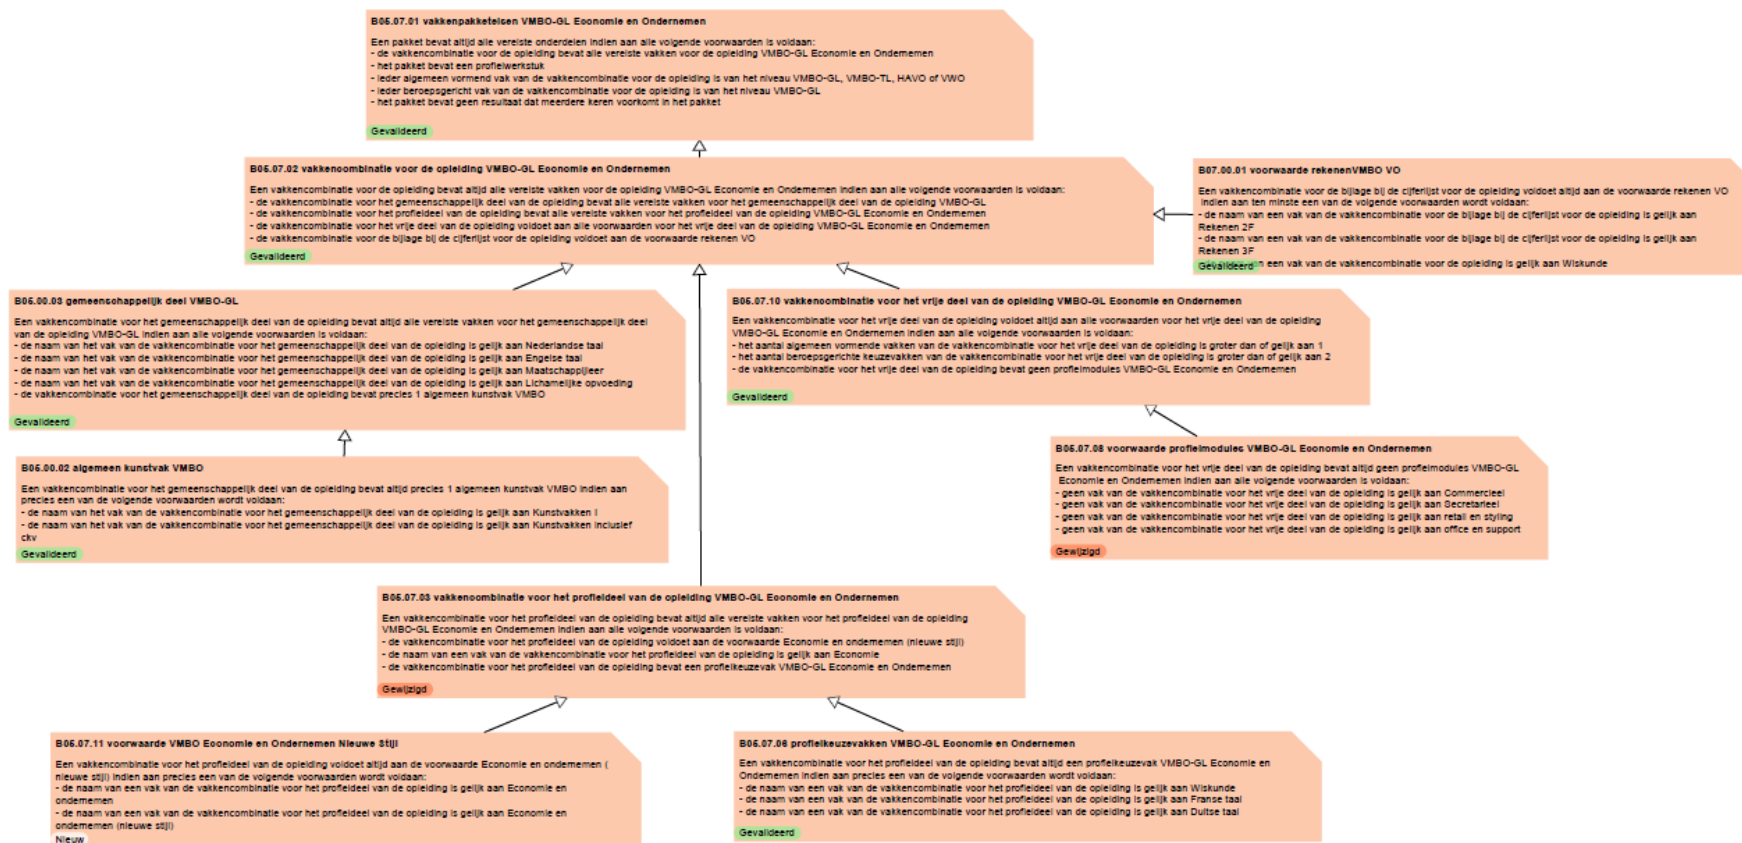 B05.07.01 vakkenpakketeisen VMBO-GL Economie en Ondernemen
Een pakket bevat altijd alle vereiste onderdelen indien aan alle volgende voorwaarden is voldaan:
- de vakkencombinatie voor de opleiding bevat alle vereiste vakken voor de opleiding VMBO-GL Economie en Ondernemen
- het pakket bevat een profielwerkstuk
- ieder algemeen vormend vak van de vakkencombinatie voor de opleiding is van het niveau VMBO-GL, VMBO-TL, HAVO of VWO
- ieder beroepsgericht vak van de vakkencombinatie voor de opleiding is van het niveau VMBO-GL
- het pakket bevat geen resultaat dat meerdere keren voorkomt in het pakket
Gevalideerd
B05.07.02 vakkencombinatie voor de opleiding VMBO-GL Economie en Ondernemen
Een vakkencombinatie voor de opleiding bevat altijd alle vereiste vakken voor de opleiding VMBO-GL Economie en Ondernemen indien aan alle volgende voorwaarden is voldaan:
- de vakkencombinatie voor het gemeenschappelijk deel van de opleiding bevat alle vereiste vakken voor het gemeenschappelijk deel van de opleiding VMBO-GL
- de vakkencombinatie voor het profieldeel van de opleiding bevat alle vereiste vakken voor het profieldeel van de opleiding VMBO-GL Economie en Ondernemen
- de vakkencombinatie voor het vrije deel van de opleiding voldoet aan alle voorwaarden voor het vrije deel van de opleiding VMBO-GL Economie en Ondernemen
- de vakkencombinatie voor de bijlage bij de cijferlijst voor de opleiding voldoet aan de voorwaarde rekenen VO
Gevalideerd
B07.00.01 voorwaarde rekenenVMBO VO
Een vakkencombinatie voor de bijlage bij de cijferlijst voor de opleiding voldoet altijd aan de voorwaarde rekenen VO
indien aan ten minste een van de volgende voorwaarden wordt voldaan:
- de naam van een vak van de vakkencombinatie voor de bijlage bij de cijferlijst voor de opleiding is gelijk aan
Rekenen 2F
- de naam van een vak van de vakkencombinatie voor de bijlage bij de cijferlijst voor de opleiding is gelijk aan
Rekenen 3F
Gevalideerd een vak van de vakkencombinatie voor de opleiding is gelijk aan Wiskunde
B05.00.03 gemeenschappelijk deel VMBO-GL
Een vakkencombinatie voor het gemeenschappelijk deel van de opleiding bevat altijd alle vereiste vakken voor het gemeenschappelijk deel
van de opleiding VMBO-GL indien aan alle volgende voorwaarden is voldaan:
- de naam van het vak van de vakkencombinatie voor het gemeenschappelijk deel van de opleiding is gelijk aan Nederlandse taal
- de naam van het vak van de vakkencombinatie voor het gemeenschappelijk deel van de opleiding is gelijk aan Engelse taal
- de naam van het vak van de vakkencombinatie voor het gemeenschappelijk deel van de opleiding is gelijk aan Maatschappijleer
- de naam van het vak van de vakkencombinatie voor het gemeenschappelijk deel van de opleiding is gelijk aan Lichamelijke opvoeding
- de vakkencombinatie voor het gemeenschappelijk deel van de opleiding bevat precies 1 algemeen kunstvak VMBO
Gevalideerd
B05.07.10 vakkencombinatie voor het vrije deel van de opleiding VMBO-GL Economie en Ondernemen
Een vakkencombinatie voor het vrije deel van de opleiding voldoet altijd aan alle voorwaarden voor het vrije deel van de opleiding
VMBO-GL Economie en Ondernemen indien aan alle volgende voorwaarden is voldaan:
- het aantal algemeen vormende vakken van de vakkencombinatie voor het vrije deel van de opleiding is groter dan of gelijk aan 1
- het aantal beroepsgerichte keuzevakken van de vakkencombinatie voor het vrije deel van de opleiding is groter dan of gelijk aan 2
- de vakkencombinatie voor het vrije deel van de opleiding bevat geen profielmodules VMBO-GL Economie en Ondernemen
Gevalideerd
B05.00.02 algemeen kunstvak VMBO
Een vakkencombinatie voor het gemeenschappelijk deel van de opleiding bevat altijd precies 1 algemeen kunstvak VMBO indien aan
precies een van de volgende voorwaarden wordt voldaan:
- de naam van het vak van de vakkencombinatie voor het gemeenschappelijk deel van de opleiding is gelijk aan Kunstvakken I
- de naam van het vak van de vakkencombinatie voor het gemeenschappelijk deel van de opleiding is gelijk aan Kunstvakken inclusief
ckv
Gevalideerd
B05.07.08 voorwaarde profielmodules VMBO-GL Economie en Ondernemen
Een vakkencombinatie voor het vrije deel van de opleiding bevat altijd geen profielmodules VMBO-GL
Economie en Ondernemen indien aan alle volgende voorwaarden is voldaan:
- geen vak van de vakkencombinatie voor het vrije deel van de opleiding is gelijk aan Commercieel
- geen vak van de vakkencombinatie voor het vrije deel van de opleiding is gelijk aan Secretarieel
- geen vak van de vakkencombinatie voor het vrije deel van de opleiding is gelijk aan retail en styling
- geen vak van de vakkencombinatie voor het vrije deel van de opleiding is gelijk aan office en support
Gewijzigd
B05.07.03 vakkencombinatie voor het profieldeel van de opleiding VMBO-GL Economie en Ondernemen
Een vakkencombinatie voor het profieldeel van de opleiding bevat altijd alle vereiste vakken voor het profieldeel van de opleiding
VMBO-GL Economie en Ondernemen indien aan alle volgende voorwaarden is voldaan:
- de vakkencombinatie voor het profieldeel van de opleiding voldoet aan de voorwaarde Economie en ondernemen (nieuwe stijl)
- de naam van een vak van de vakkencombinatie voor het profieldeel van de opleiding is gelijk aan Economie
- de vakkencombinatie voor het profieldeel van de opleiding bevat een profielkeuzevak VMBO-GL Economie en Ondernemen
Gewijzigd
B05.07.11 voorwaarde VMBO Economie en Ondernemen Nieuwe Stijl
Een vakkencombinatie voor het profieldeel van de opleiding voldoet altijd aan de voorwaarde Economie en ondernemen (
nieuwe stijl) indien aan precies een van de volgende voorwaarden wordt voldaan:
- de naam van een vak van de vakkencombinatie voor het profieldeel van de opleiding is gelijk aan Economie en
ondernemen
- de naam van een vak van de vakkencombinatie voor het profieldeel van de opleiding is gelijk aan Economie en
ondernemen (nieuwe stijl)
Nieuw
B05.07.06 profielkeuzevakken VMBO-GL Economie en Ondernemen
Een vakkencombinatie voor het profieldeel van de opleiding bevat altijd een profielkeuzevak VMBO-GL Economie en
Ondernemen indien aan precies een van de volgende voorwaarden wordt voldaan:
- de naam van een vak van de vakkencombinatie voor het profieldeel van de opleiding is gelijk aan Wiskunde
- de naam van een vak van de vakkencombinatie voor het profieldeel van de opleiding is gelijk aan Franse taal
- de naam van een vak van de vakkencombinatie voor het profieldeel van de opleiding is gelijk aan Duitse taal
Gevalideerd